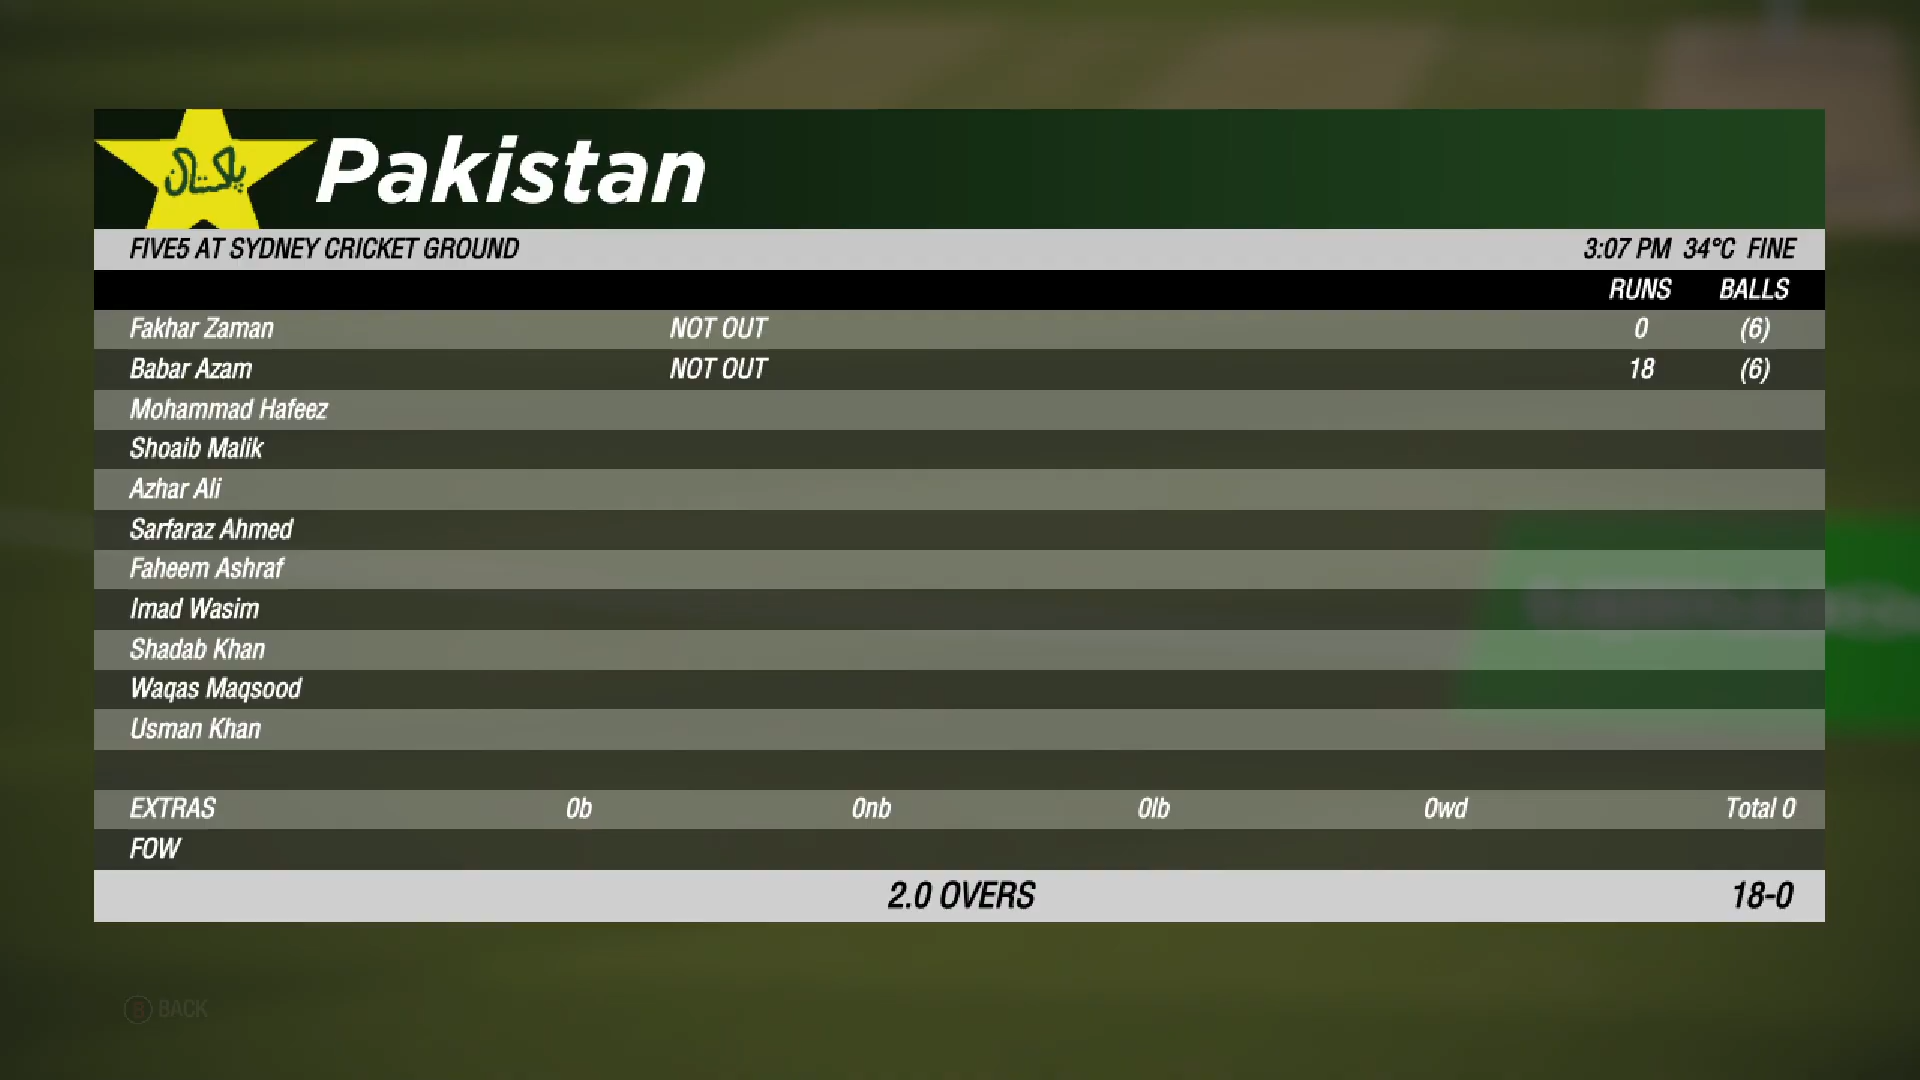 پاکستان
Pakistan
FIVE5 AT SYDNEY CRICKET GROUND 3:07 PM 34°C FINE
RUNS BALLS
Fakhar Zaman NOT OUT 0 (6)
Babar Azam NOT OUT 18 (6)
Mohammad Hafeez
Shoaib Malik
Azhar Ali
Sarfaraz Ahmed
Faheem Ashraf
Imad Wasim
Shadab Khan
Waqas Maqsood
Usman Khan
EXTRAS 0b 0nb 0lb 0wd Total 0
FOW
2.0 OVERS 18-0
B BACK